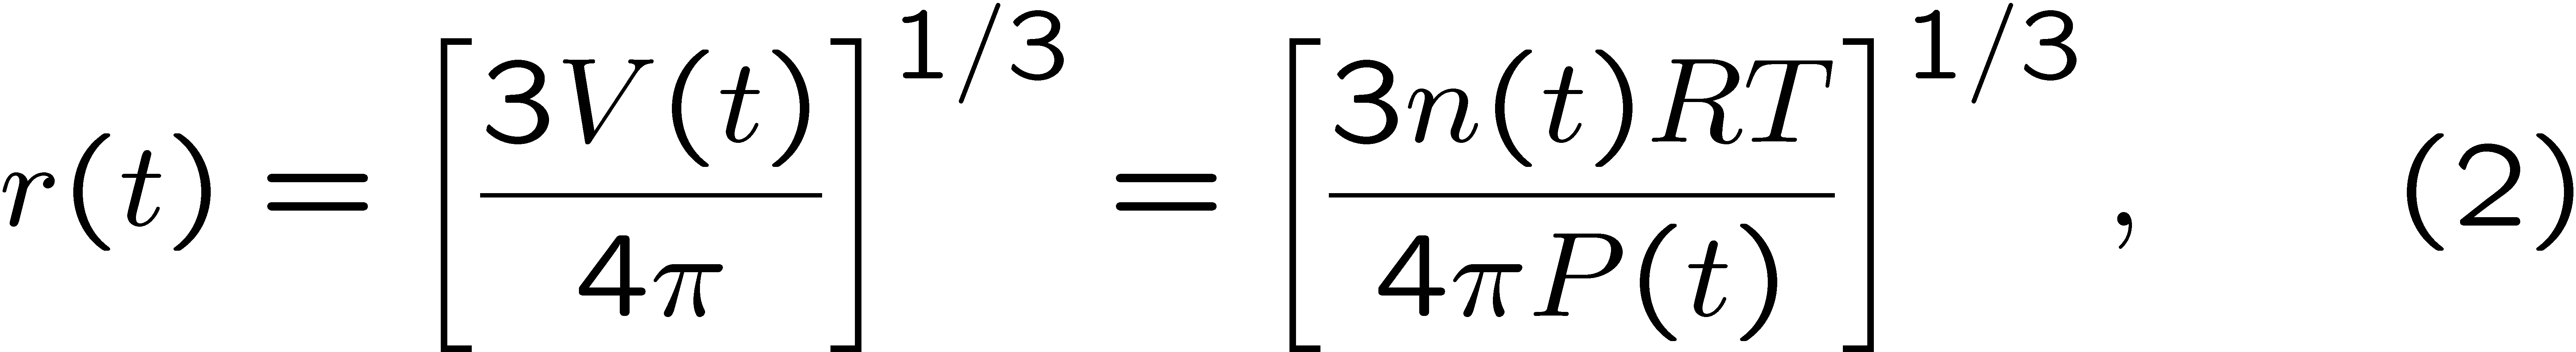 r(t) = [3V(t)/4π]^{1/3} = [3n(t)RT/4πP(t)]^{1/3}, (2)